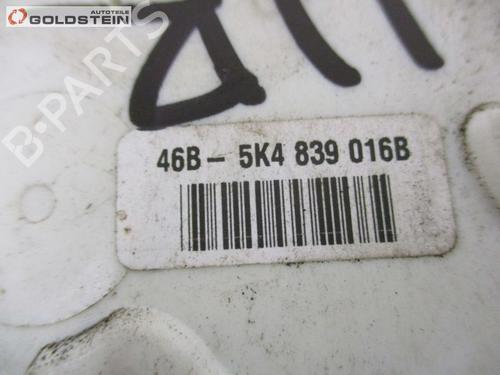 AUTOTEILE
GOLDSTEIN
B-PARTS
46B - 5K4 839 016B